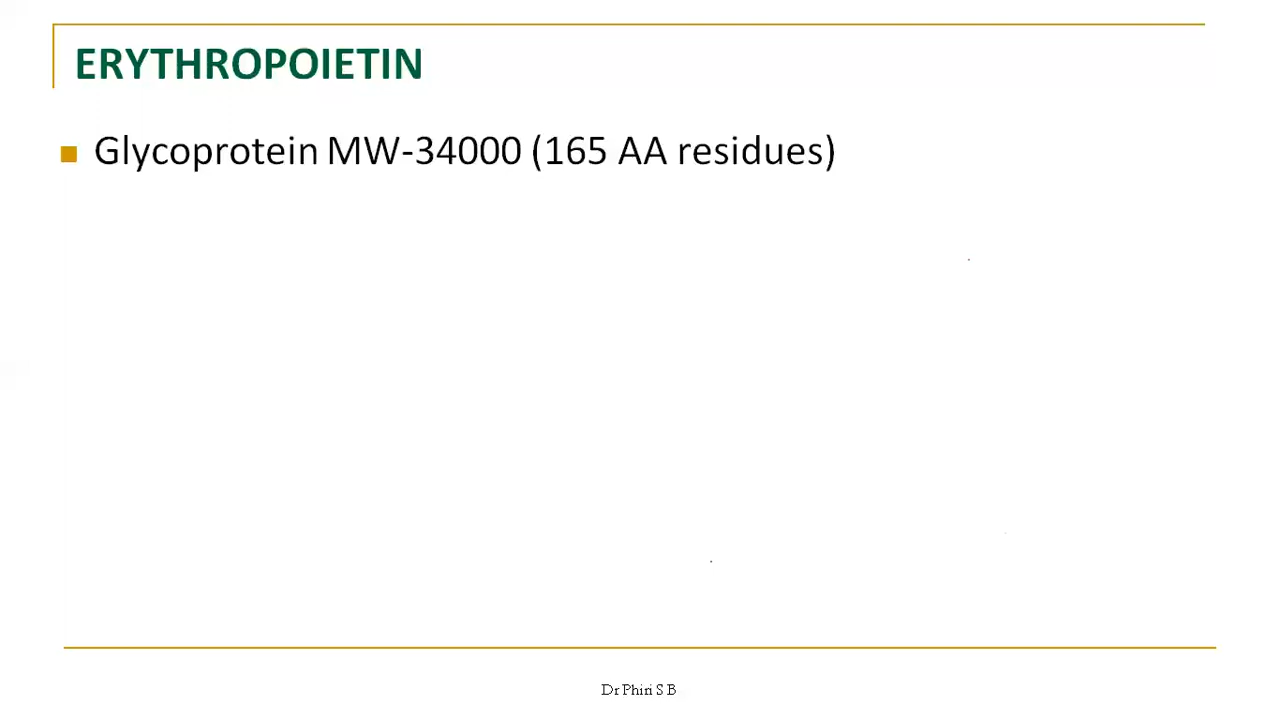 ERYTHROPOIETIN
Glycoprotein MW-34000 (165 AA residues)
Dr Phiri S B